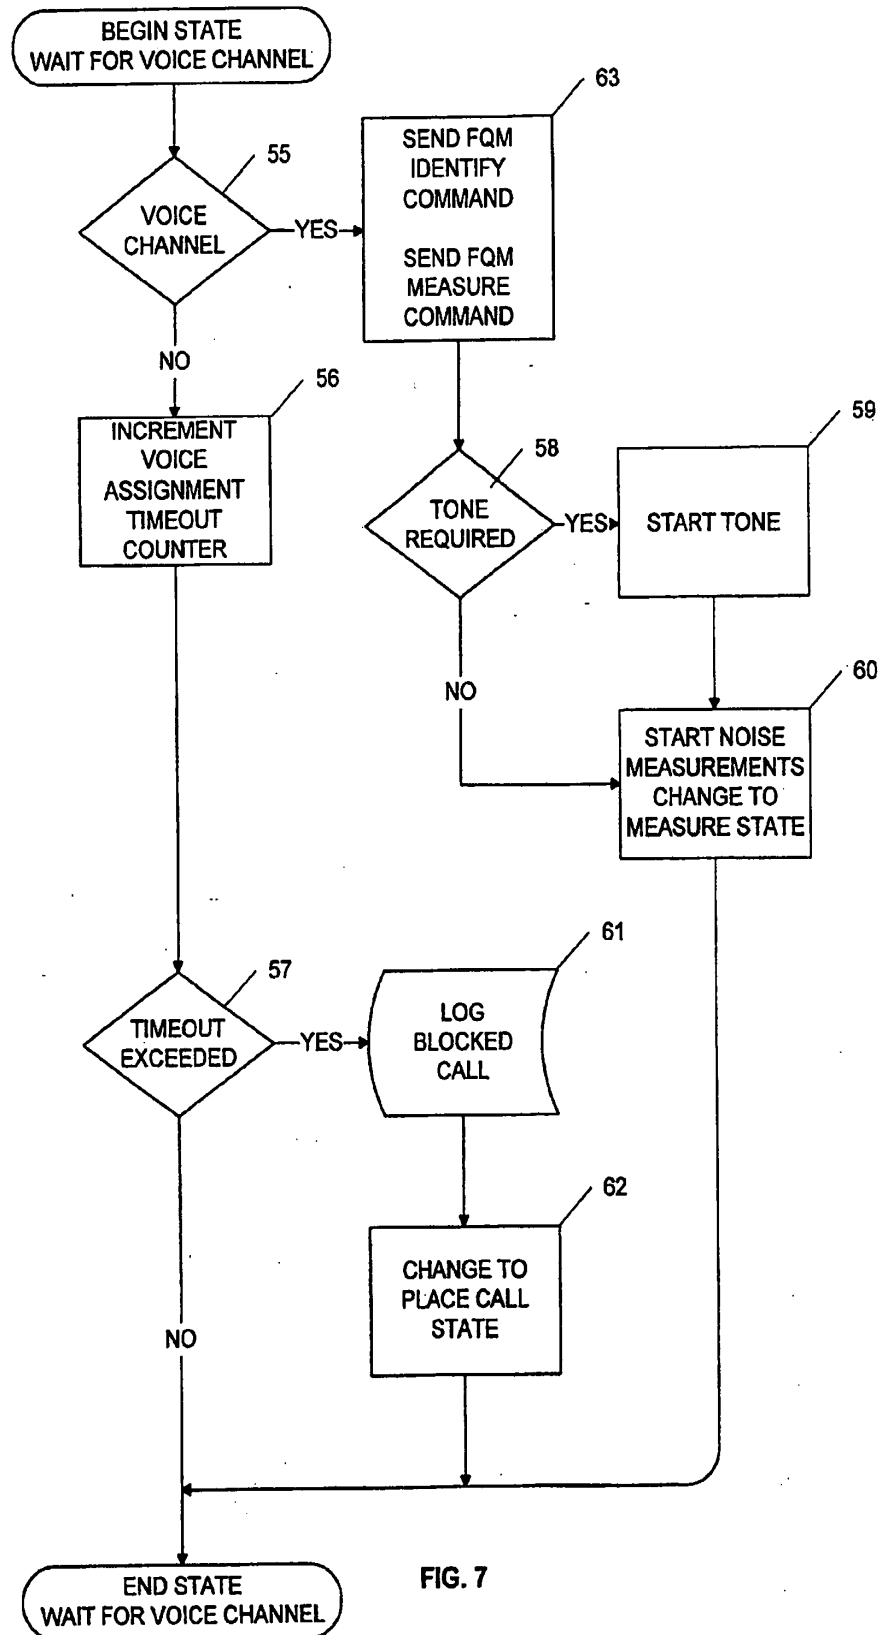 BEGIN STATE
WAIT FOR VOICE CHANNEL
63
SEND FQM
IDENTIFY
COMMAND
SEND FQM
MEASURE
COMMAND
55
VOICE
CHANNEL
YES
NO
56
INCREMENT
VOICE
ASSIGNMENT
TIMEOUT
COUNTER
58
TONE
REQUIRED
YES
59
START TONE
NO
60
START NOISE
MEASUREMENTS
CHANGE TO
MEASURE STATE
57
TIMEOUT
EXCEEDED
YES
61
LOG
BLOCKED
CALL
62
CHANGE TO
PLACE CALL
STATE
NO
END STATE
WAIT FOR VOICE CHANNEL
FIG. 7